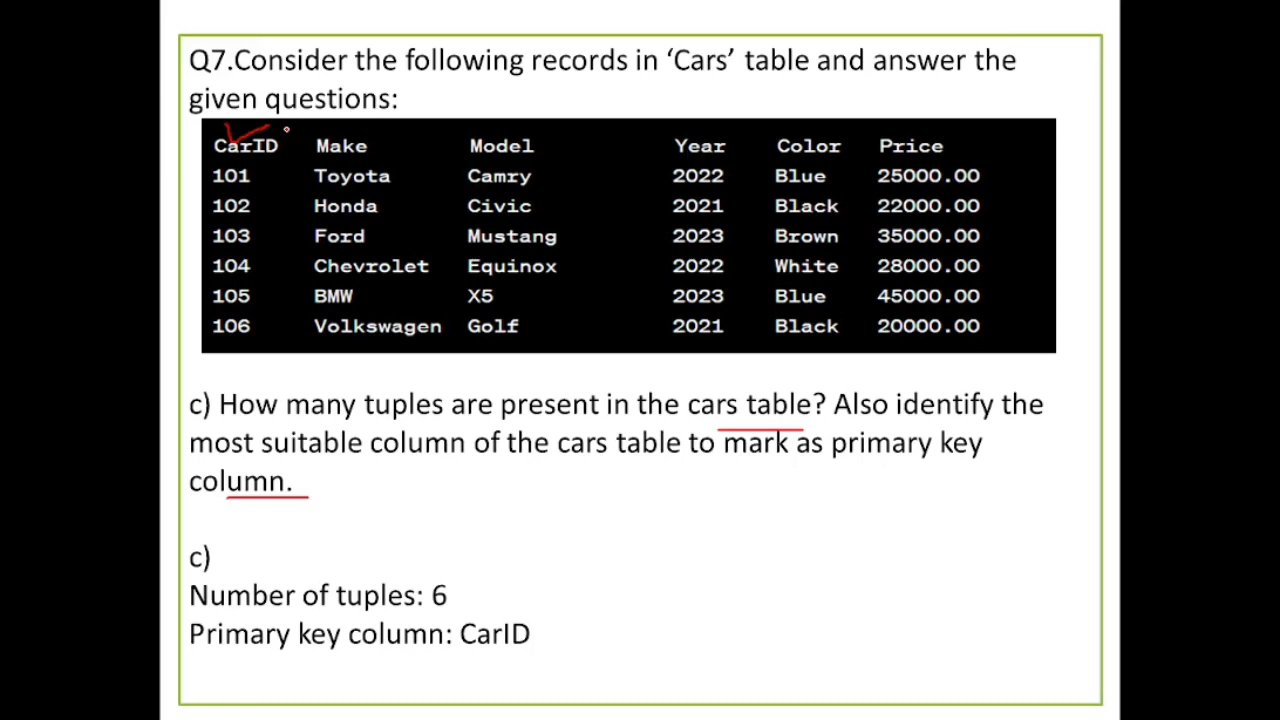 Q7.Consider the following records in ‘Cars’ table and answer the
given questions:
CarID Make Model Year Color Price
101 Toyota Camry 2022 Blue 25000.00
102 Honda Civic 2021 Black 22000.00
103 Ford Mustang 2023 Brown 35000.00
104 Chevrolet Equinox 2022 White 28000.00
105 BMW X5 2023 Blue 45000.00
106 Volkswagen Golf 2021 Black 20000.00
c) How many tuples are present in the cars table? Also identify the
most suitable column of the cars table to mark as primary key
column.
c)
Number of tuples: 6
Primary key column: CarID